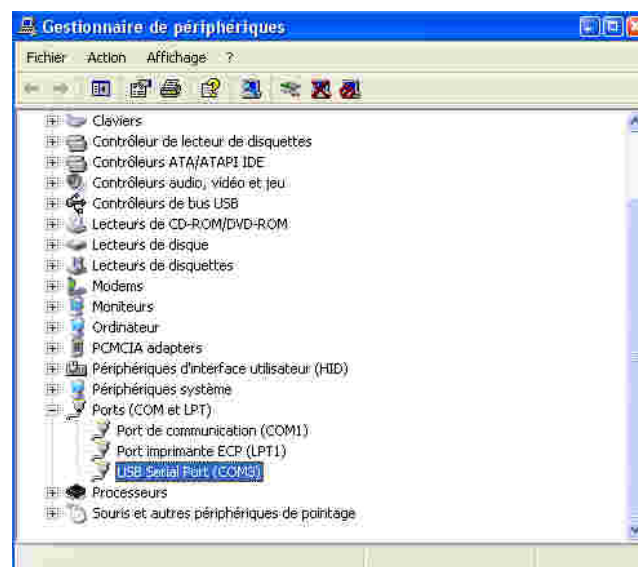 Gestionnaire de périphériques
Fichier Action Affichage ?
Claviers
Contrôleur de lecteur de disquettes
Contrôleurs ATA/ATAPI IDE
Contrôleurs audio, vidéo et jeu
Contrôleurs de bus USB
Lecteurs de CD-ROM/DVD-ROM
Lecteurs de disque
Lecteurs de disquettes
Modems
Moniteurs
Ordinateur
PCMCIA adapters
Périphériques d'interface utilisateur (HID)
Périphériques système
Ports (COM et LPT)
Port de communication (COM1)
Port imprimante ECP (LPT1)
USB Serial Port (COM3)
Processeurs
Souris et autres périphériques de pointage